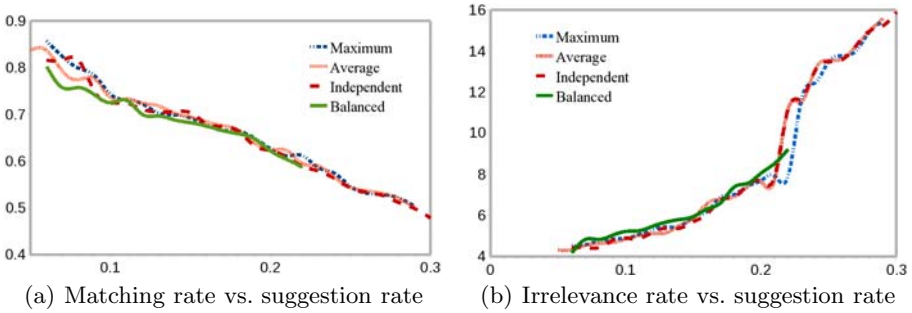 0.9
0.8
0.7
0.6
0.5
0.4
0.1
0.2
0.3
Maximum
Average
Independent
Balanced
(a) Matching rate vs. suggestion rate
16
14
12
10
8
6
4
0
0.1
0.2
0.3
Maximum
Average
Independent
Balanced
(b) Irrelevance rate vs. suggestion rate